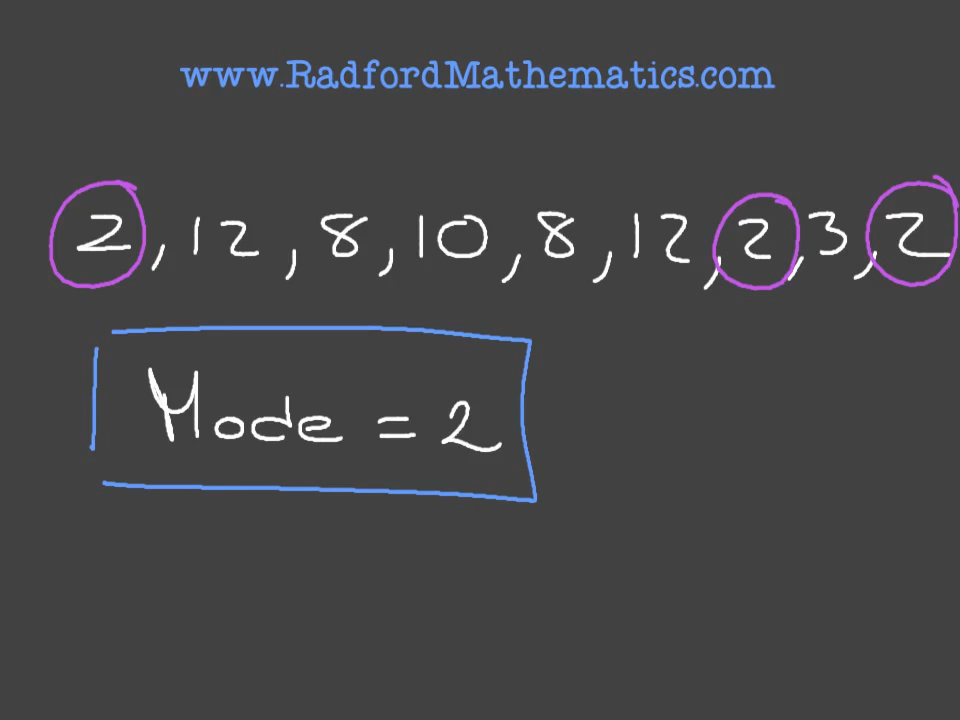 www.RadfordMathematics.com
2, 12, 8, 10, 8, 12, 2, 3, 2
Mode = 2